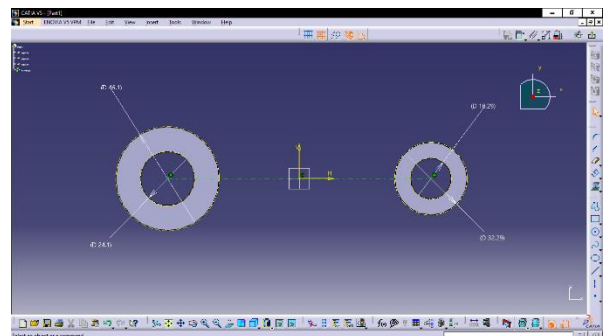 CATIA V5 - [Part1]
Start ENOVIA V5 VPM File Edit View Insert Tools Window Help
y
x
z
(D 46.1)
(D 18.29)
V
H
(D 24.1)
(D 32.29)